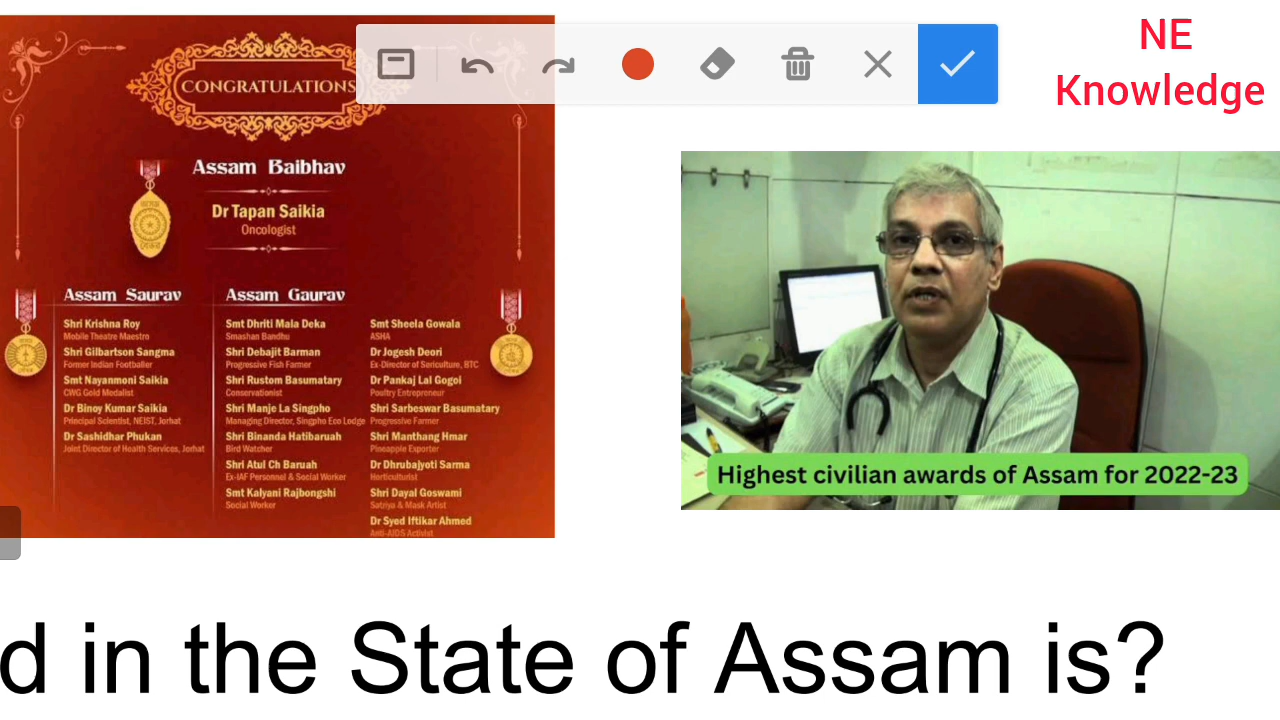 NE
Knowledge
CONGRATULATIONS
Assam Baibhav
Dr Tapan Saikia
Oncologist
Assam Saurav
Shri Krishna Roy
Mobile Theatre Maestro
Shri Gilbartson Sangma
Former Indian Footballer
Smt Nayanmoni Saikia
CWG Gold Medalist
Dr Binoy Kumar Saikia
Principal Scientist, NEIST, Jorhat
Dr Sashidhar Phukan
Joint Director of Health Services, Jorhat
Assam Gaurav
Smt Dhriti Mala Deka
Smashan Bandhu
Shri Debajit Barman
Progressive Fish Farmer
Shri Rustom Basumatary
Conservationist
Shri Manje La Singpho
Managing Director, Singpho Eco Lodge
Shri Binanda Hatibaruah
Bird Watcher
Shri Atul Ch Baruah
Ex-IAF Personnel & Social Worker
Smt Kalyani Rajbongshi
Social Worker
Smt Sheela Gowala
ASHA
Dr Jogesh Deori
Ex-Director of Sericulture, BTC
Dr Pankaj Lal Gogoi
Poultry Entrepreneur
Shri Sarbeswar Basumatary
Progressive Farmer
Shri Manthang Hmar
Pineapple Exporter
Dr Dhrubajyoti Sarma
Horticulturist
Shri Dayal Goswami
Satriya & Mask Artist
Dr Syed Iftikar Ahmed
Anti-AIDS Activist
Highest civilian awards of Assam for 2022-23
d in the State of Assam is?